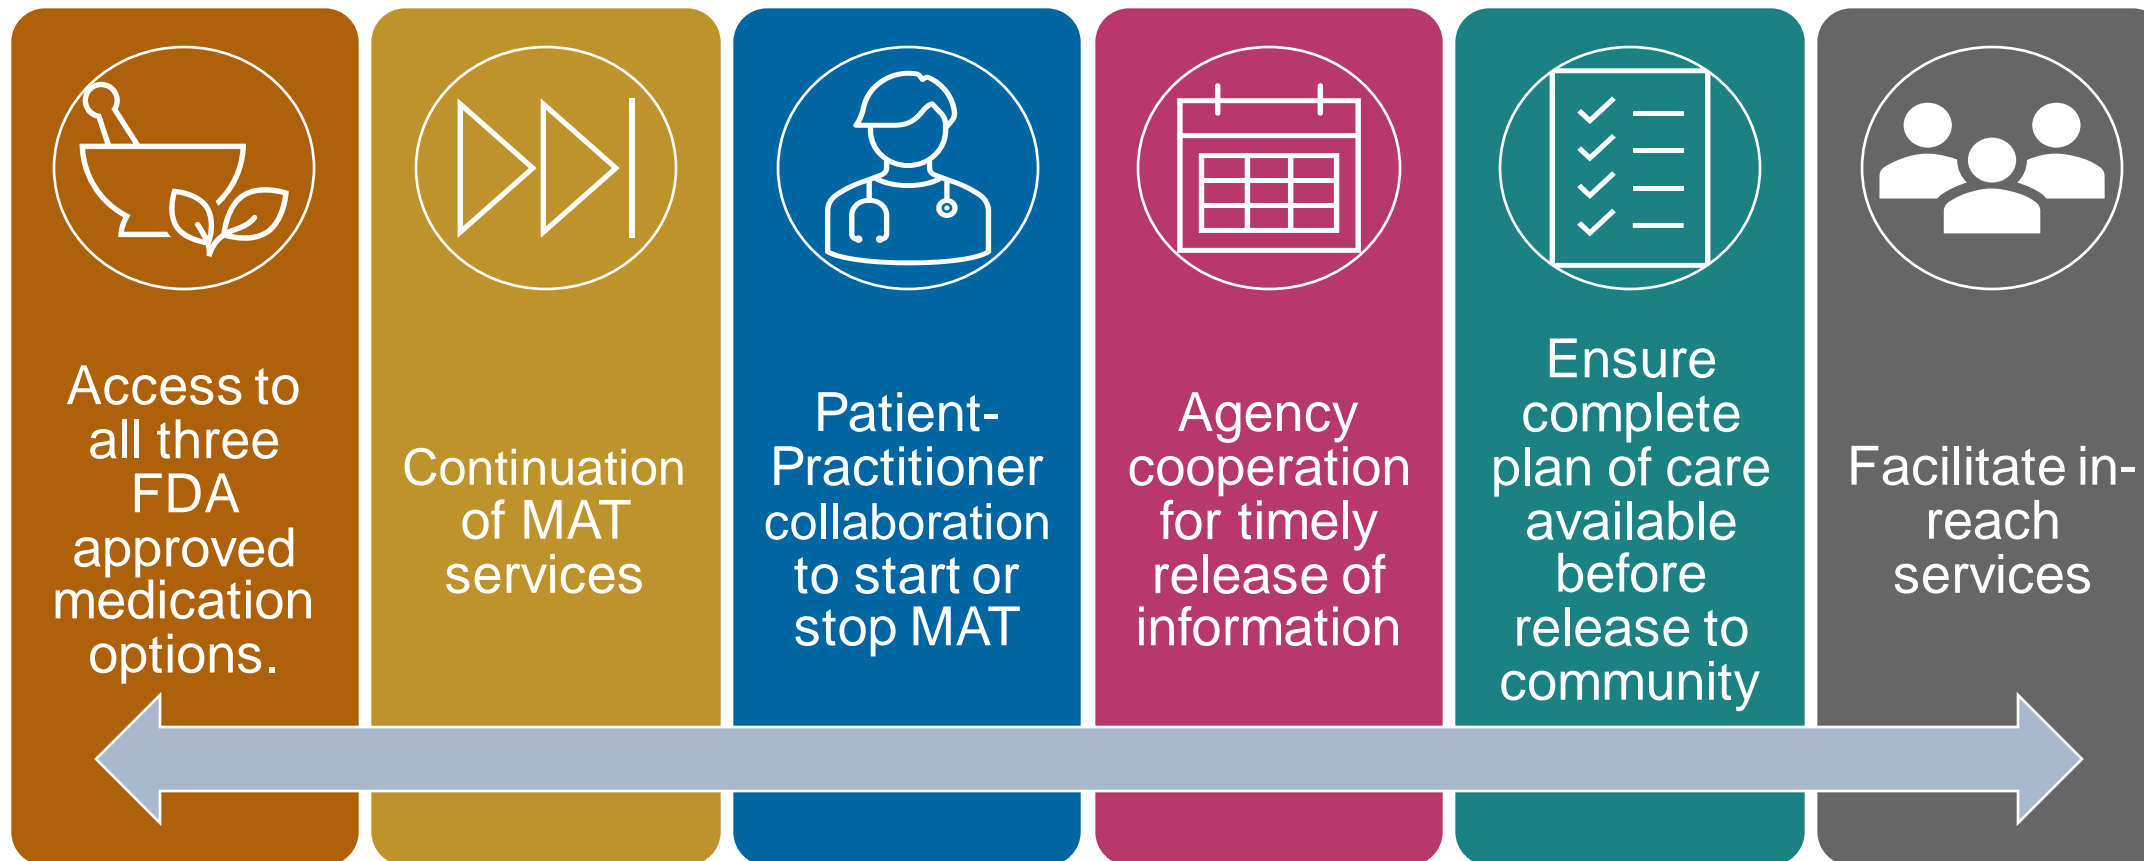 Access to
all three
FDA
approved
medication
options.
Continuation
of MAT
services
Patient-
Practitioner
collaboration
to start or
stop MAT
Agency
cooperation
for timely
release of
information
Ensure
complete
plan of care
available
before
release to
community
Facilitate in-
reach
services